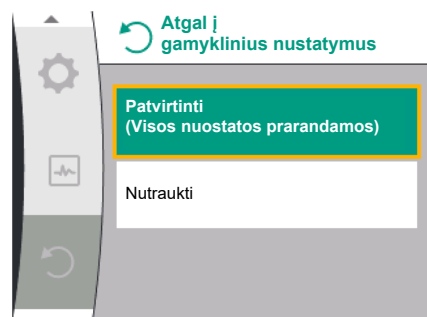 Atgal į
gamyklinius nustatymus
Patvirtinti
(Visos nuostatos prarandamos)
Nutraukti